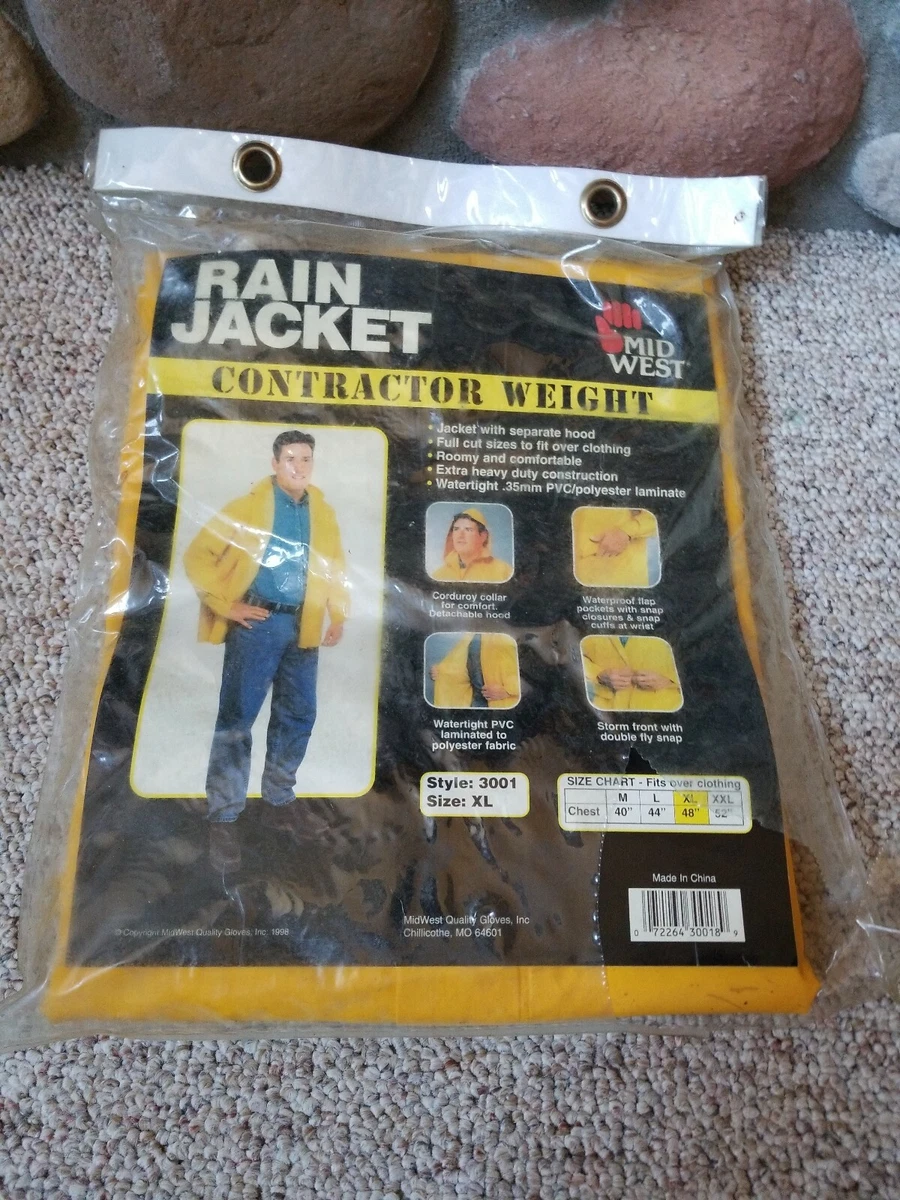 RAIN
JACKET
MID
WEST
CONTRACTOR WEIGHT
• Jacket with separate hood
• Full cut sizes to fit over clothing
• Roomy and comfortable
• Extra heavy duty construction
• Watertight .35mm PVC/polyester laminate
Corduroy collar
for comfort.
Detachable hood
Waterproof flap
pockets with snap
closures & snap
cuffs at wrist
Watertight PVC
laminated to
polyester fabric
Storm front with
double fly snap
Style: 3001
Size: XL
SIZE CHART - Fits over clothing
M L XL XXL
Chest 40" 44" 48" 52"
Made In China
0 72264 30018 9
MidWest Quality Gloves, Inc
Chillicothe, MO 64601
© Copyright MidWest Quality Gloves, Inc. 1998